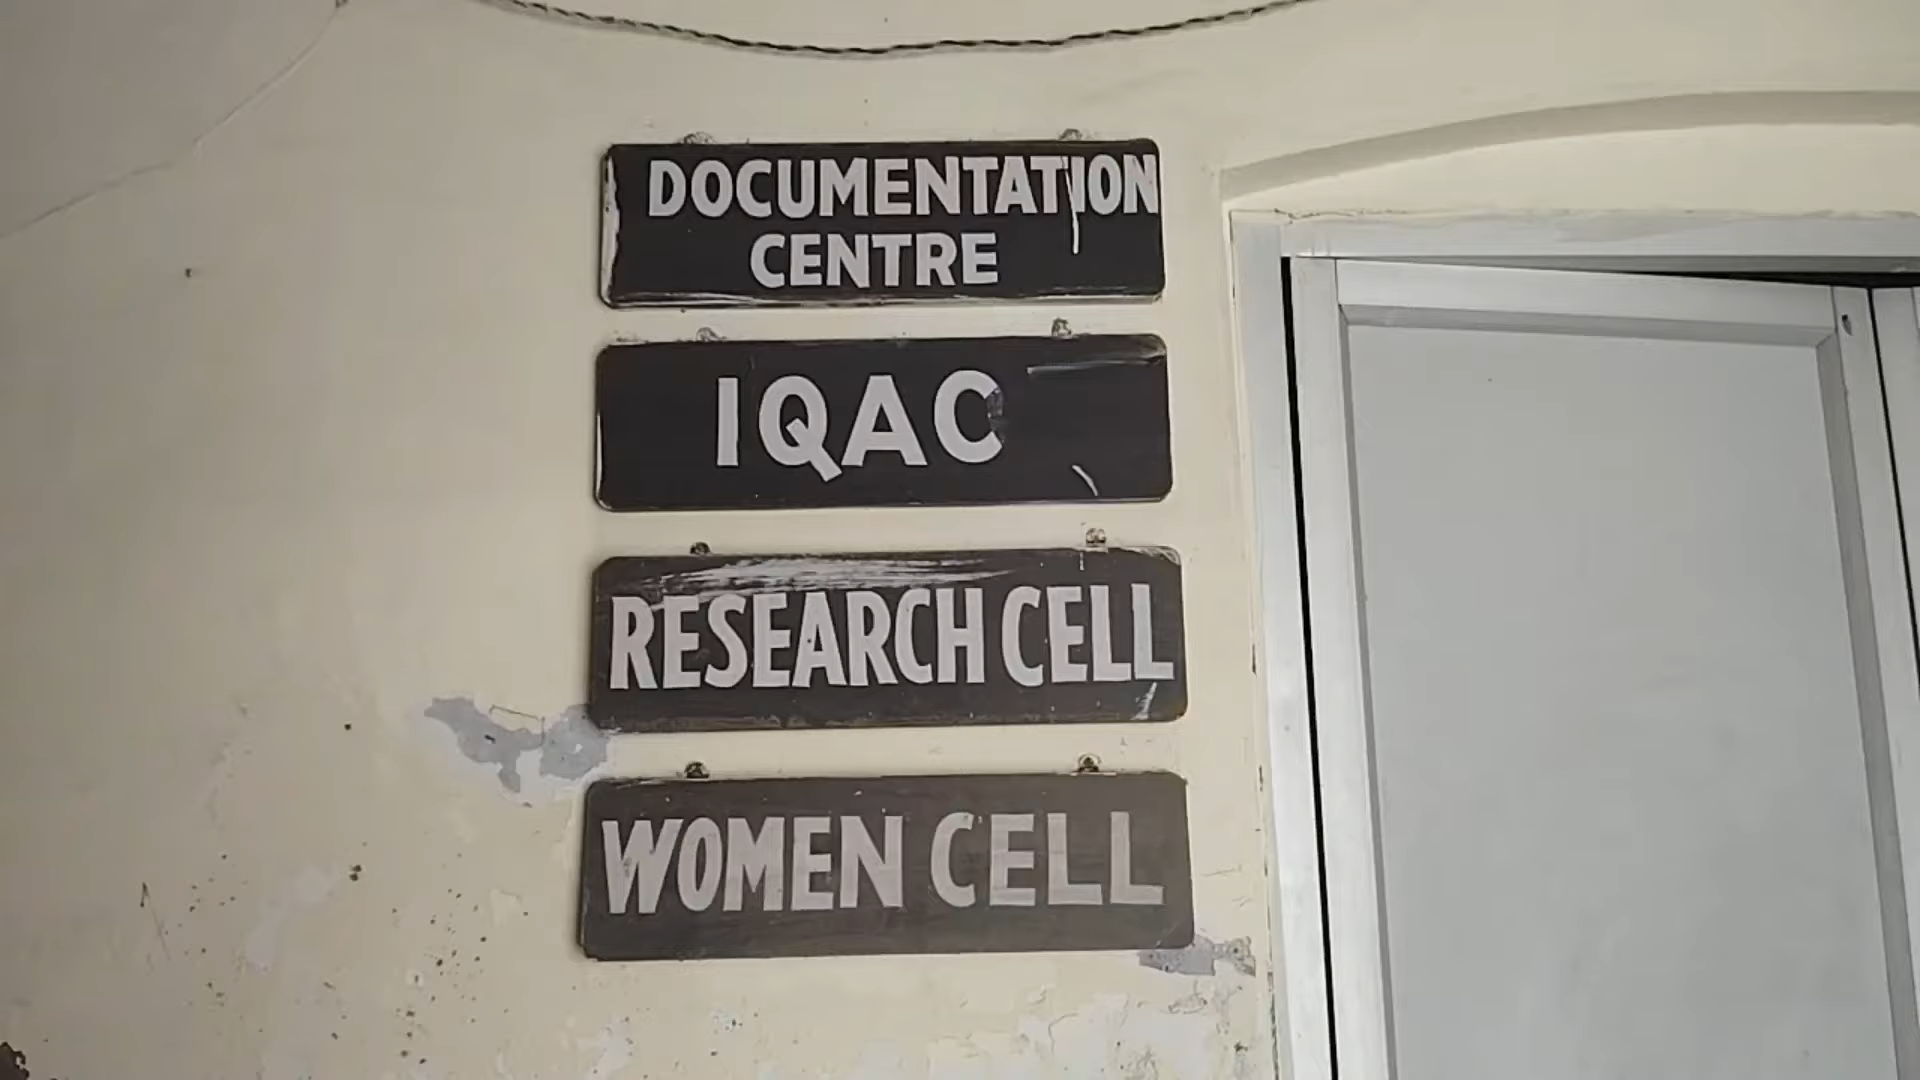 DOCUMENTATION
CENTRE
IQAC
RESEARCH CELL
WOMEN CELL